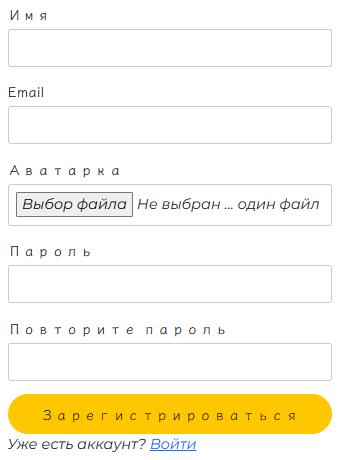 Имя
Email
Аватарка
Выбор файла Не выбран ... один файл
Пароль
Повторите пароль
Зарегистрироваться
Уже есть аккаунт? Войти